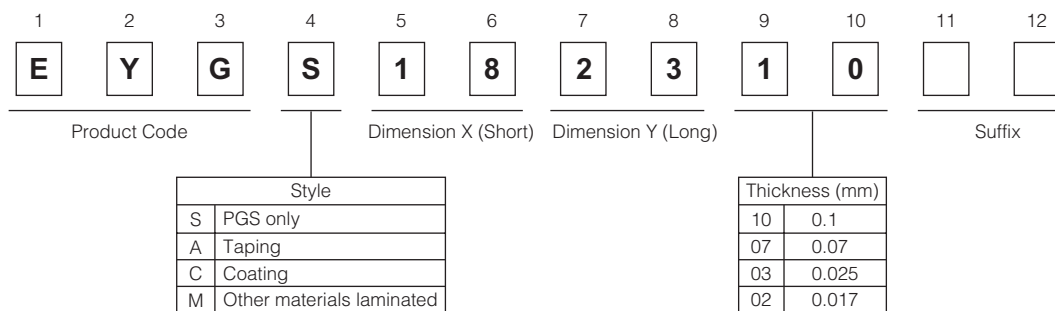 1 2 3 4 5 6 7 8 9 10 11 12
E Y G S 1 8 2 3 1 0
Product Code Dimension X (Short) Dimension Y (Long) Suffix
Style Thickness (mm)
S PGS only 10 0.1
A Taping 07 0.07
C Coating 03 0.025
M Other materials laminated 02 0.017